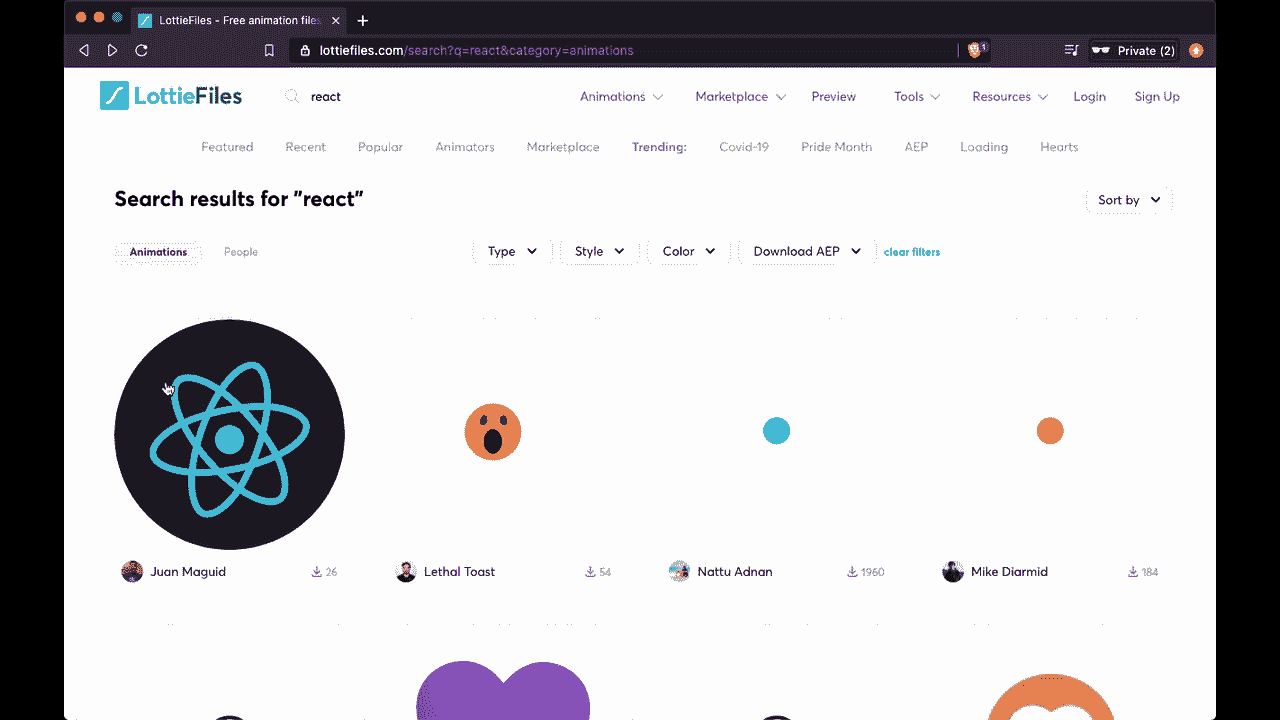 LottieFiles - Free animation files
lottiefiles.com/search?q=react&category=animations
1
Private (2)
LottieFiles
react
Animations
Marketplace
Preview
Tools
Resources
Login
Sign Up
Featured
Recent
Popular
Animators
Marketplace
Trending:
Covid-19
Pride Month
AEP
Loading
Hearts
Search results for "react"
Sort by
Animations
People
Type
Style
Color
Download AEP
clear filters
Juan Maguid
26
Lethal Toast
54
Nattu Adnan
1960
Mike Diarmid
184